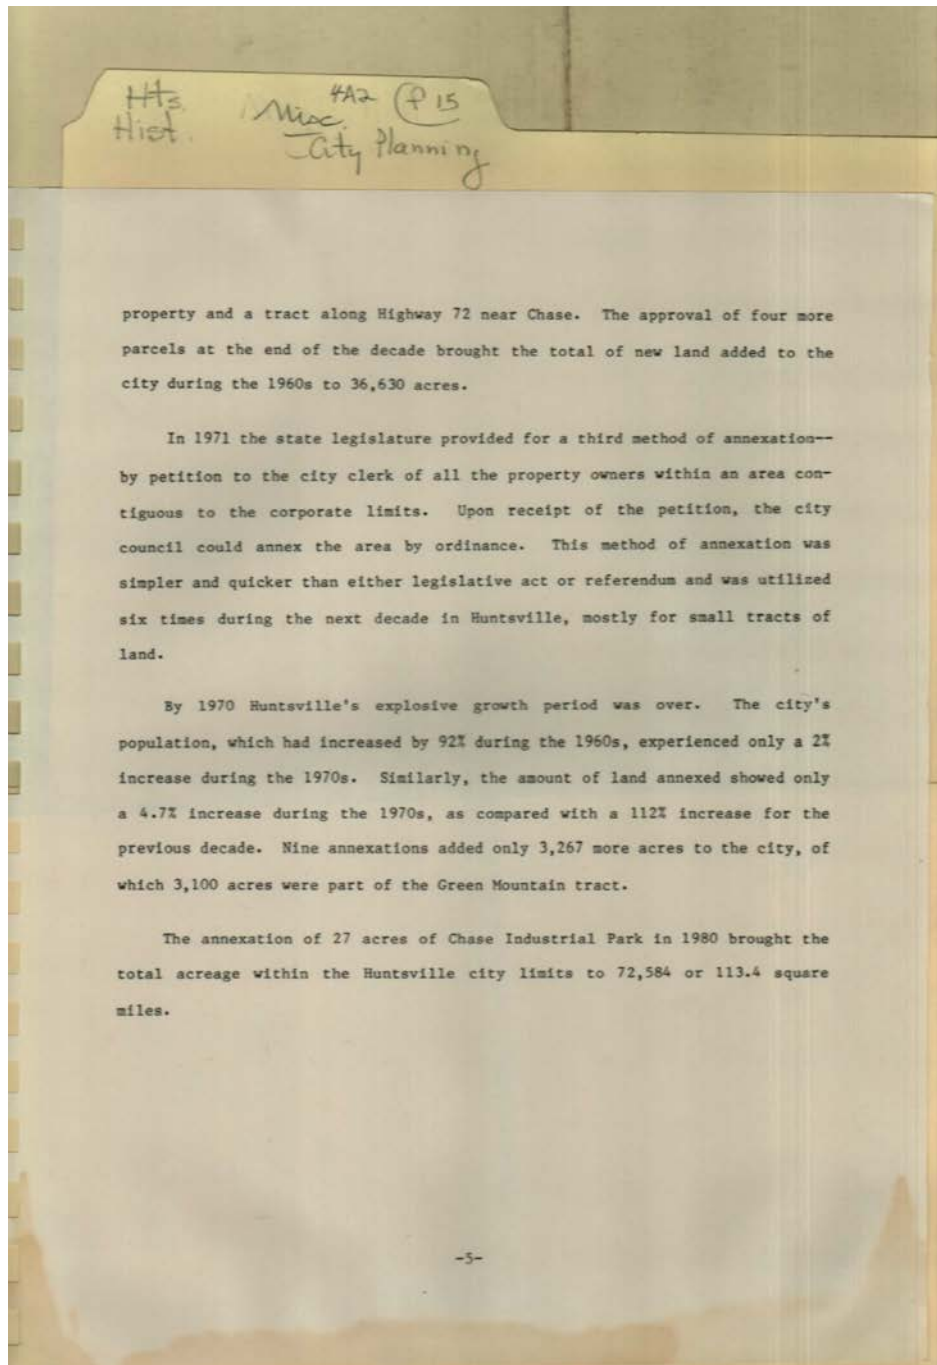 Hts 4A2 P 15
Hist. Misc.
- City Planning
property and a tract along Highway 72 near Chase. The approval of four more
parcels at the end of the decade brought the total of new land added to the
city during the 1960s to 36,630 acres.
In 1971 the state legislature provided for a third method of annexation--
by petition to the city clerk of all the property owners within an area con-
tiguous to the corporate limits. Upon receipt of the petition, the city
council could annex the area by ordinance. This method of annexation was
simpler and quicker than either legislative act or referendum and was utilized
six times during the next decade in Huntsville, mostly for small tracts of
land.
By 1970 Huntsville's explosive growth period was over. The city's
population, which had increased by 92% during the 1960s, experienced only a 2%
increase during the 1970s. Similarly, the amount of land annexed showed only
a 4.7% increase during the 1970s, as compared with a 112% increase for the
previous decade. Nine annexations added only 3,267 more acres to the city, of
which 3,100 acres were part of the Green Mountain tract.
The annexation of 27 acres of Chase Industrial Park in 1980 brought the
total acreage within the Huntsville city limits to 72,584 or 113.4 square
miles.
-5-